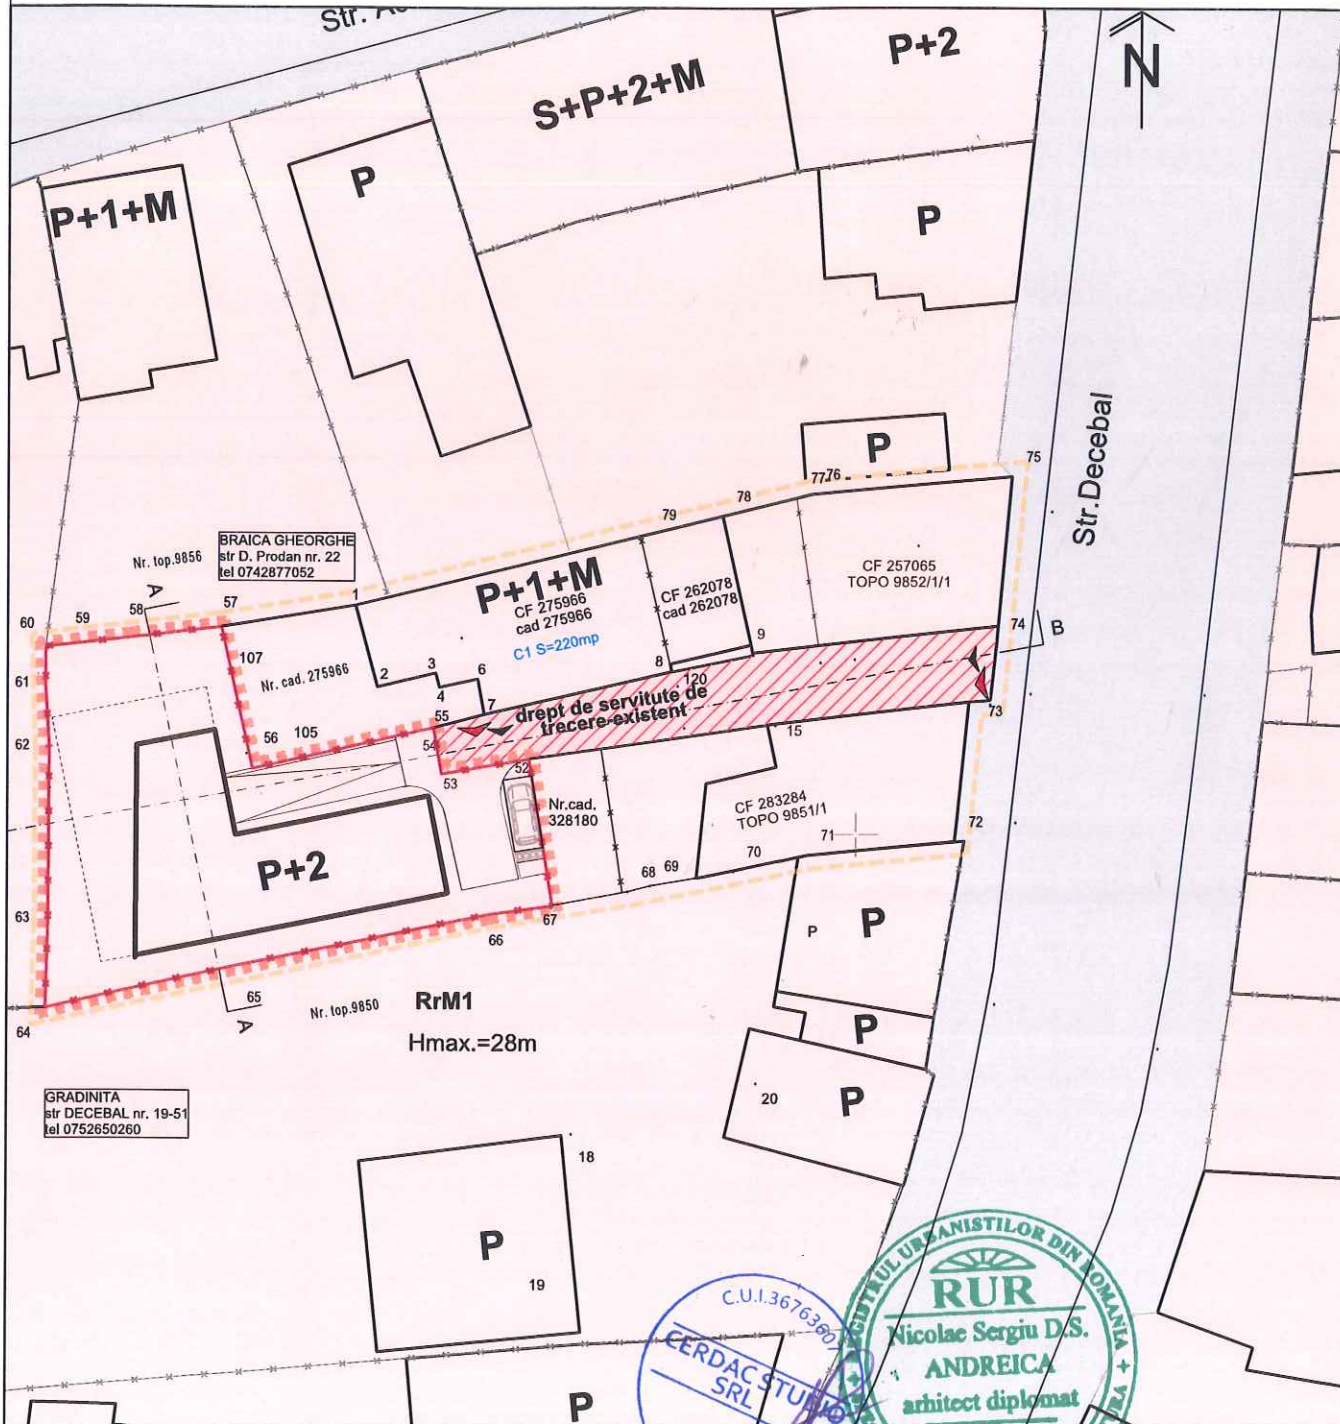 Str.
N
P+2
S+P+2+M
P
P+1+M
P
Str.Decebal
P
75
77
76
78
79
BRAICA GHEORGHE
str D. Prodan nr. 22
tel 0742877052
Nr. top.9856
A
CF 257065
TOPO 9852/1/1
P+1+M
CF 275966
cad 275966
C1 S=220mp
CF 262078
cad 262078
1
57
58
59
60
74
B
9
107
Nr. cad. 275966
61
2
3
6
8
120
4
7
55
drept de servitute de
trecere-existent
73
15
62
56
105
54
53
52
Nr.cad.
328180
CF 283284
TOPO 9851/1
71
72
P+2
70
68
69
63
67
66
P
P
65
A
Nr. top.9850
RrM1
64
Hmax.=28m
P
GRADINITA
str DECEBAL nr. 19-51
tel 0752650260
20
P
18
P
19
C.U.I.36763607
CERDAC STUDIO
SRL
REGISTRUL URBANISTILOR DIN ROMANIA
RUR
Nicolae Sergiu D.S.
ANDREICA
arhitect diplomat
P